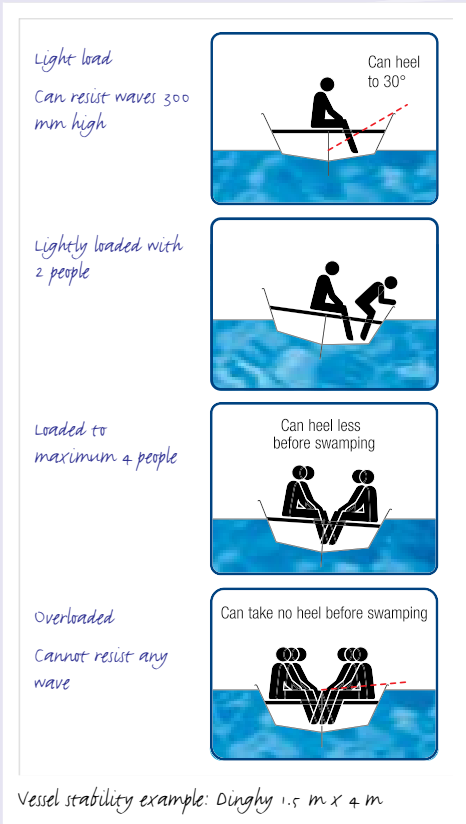 Light load
Can heel
to 30°
Can resist waves 300
mm high
Lightly loaded with
2 people
Loaded to
maximum 4 people
Can heel less
before swamping
Overloaded
Can take no heel before swamping
Cannot resist any
wave
Vessel stability example: Dinghy 1.5 m x 4 m